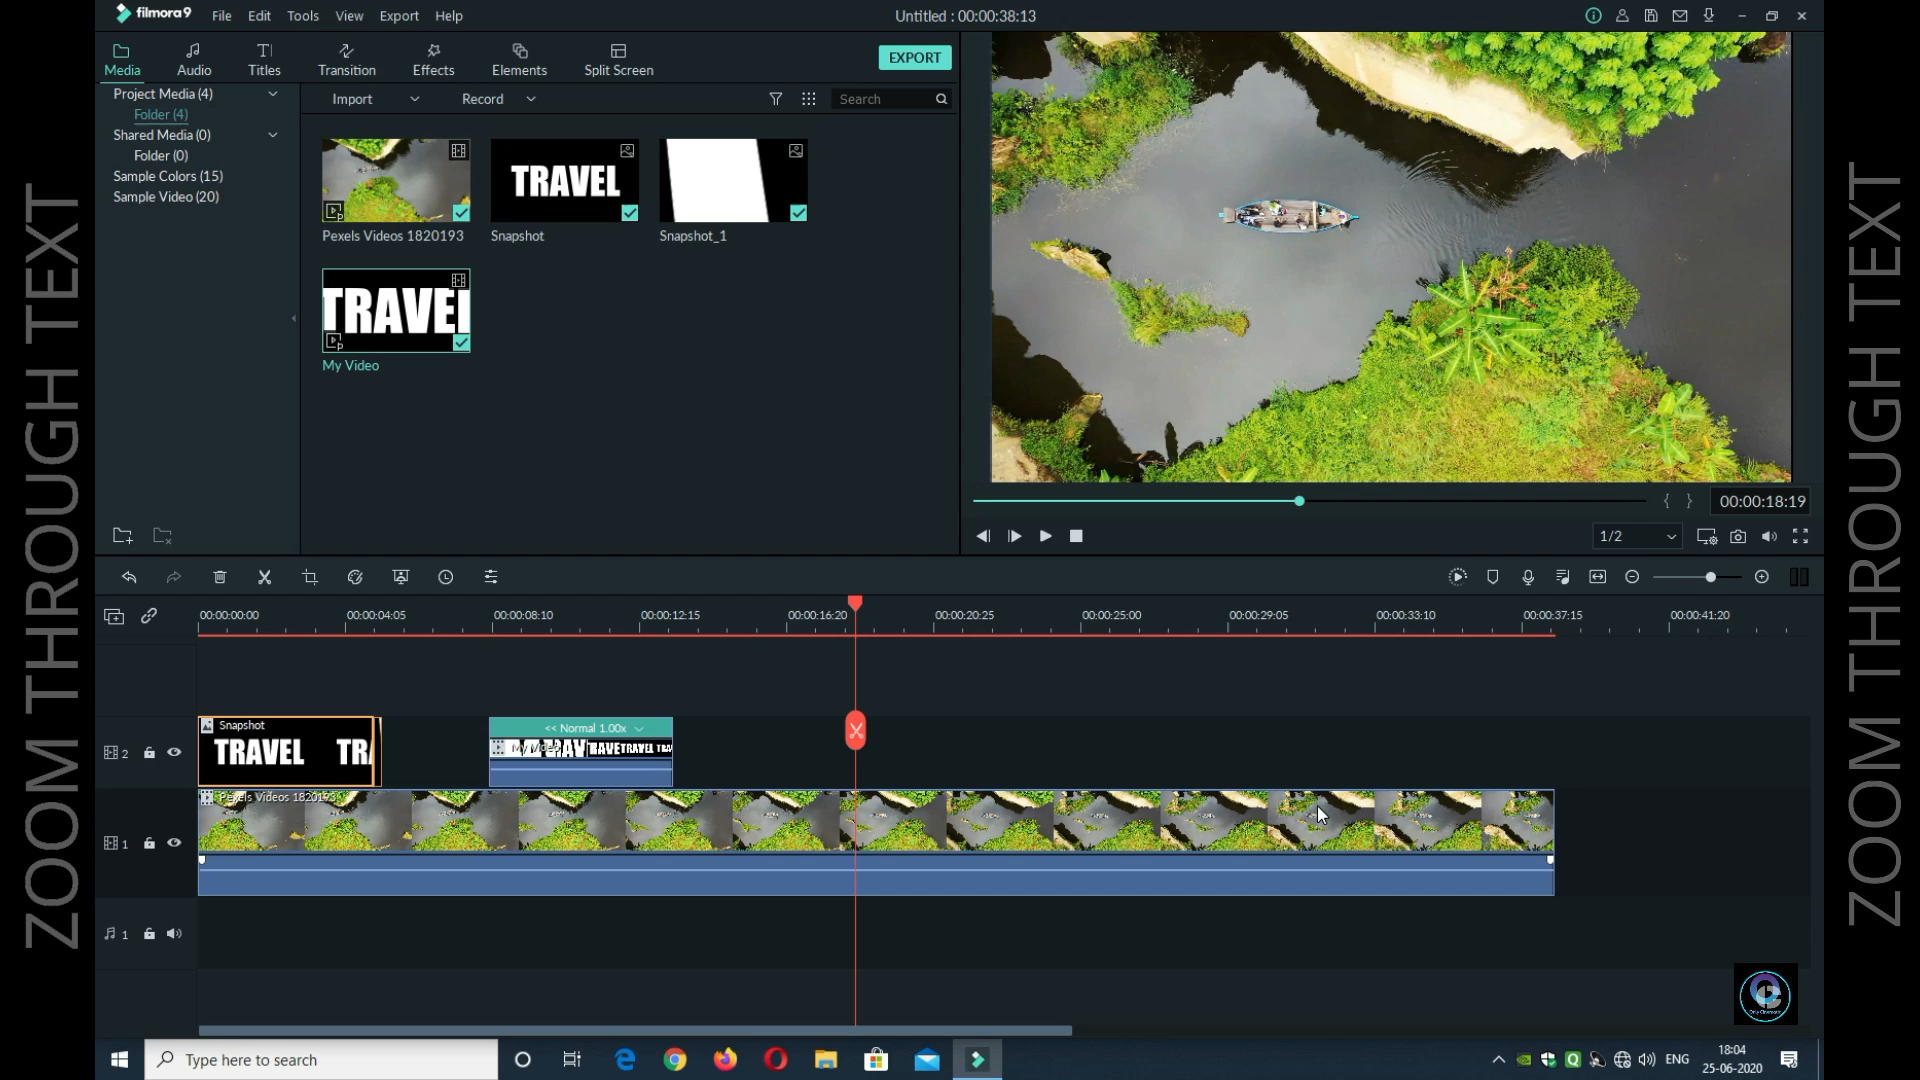 filmora9
File Edit Tools View Export Help
Untitled : 00:00:38:13
Media Audio Titles Transition Effects Elements Split Screen
EXPORT
Project Media (4)
Folder (4)
Shared Media (0)
Folder (0)
Sample Colors (15)
Sample Video (20)
Import Record Search
TRAVEL
Pexels Videos 1820193 Snapshot Snapshot_1
TRAVEL
My Video
00:00:18:19
1/2
00:00:00:00 00:00:04:05 00:00:08:10 00:00:12:15 00:00:16:20 00:00:20:25 00:00:25:00 00:00:29:05 00:00:33:10 00:00:37:15 00:00:41:20
Snapshot
TRAVEL TRA
<< Normal 1.00x
TRAVEL
2
Pexels Videos 1820193
1
1
Type here to search
ENG
18:04
25-06-2020
ZOOM THROUGH TEXT
ZOOM THROUGH TEXT